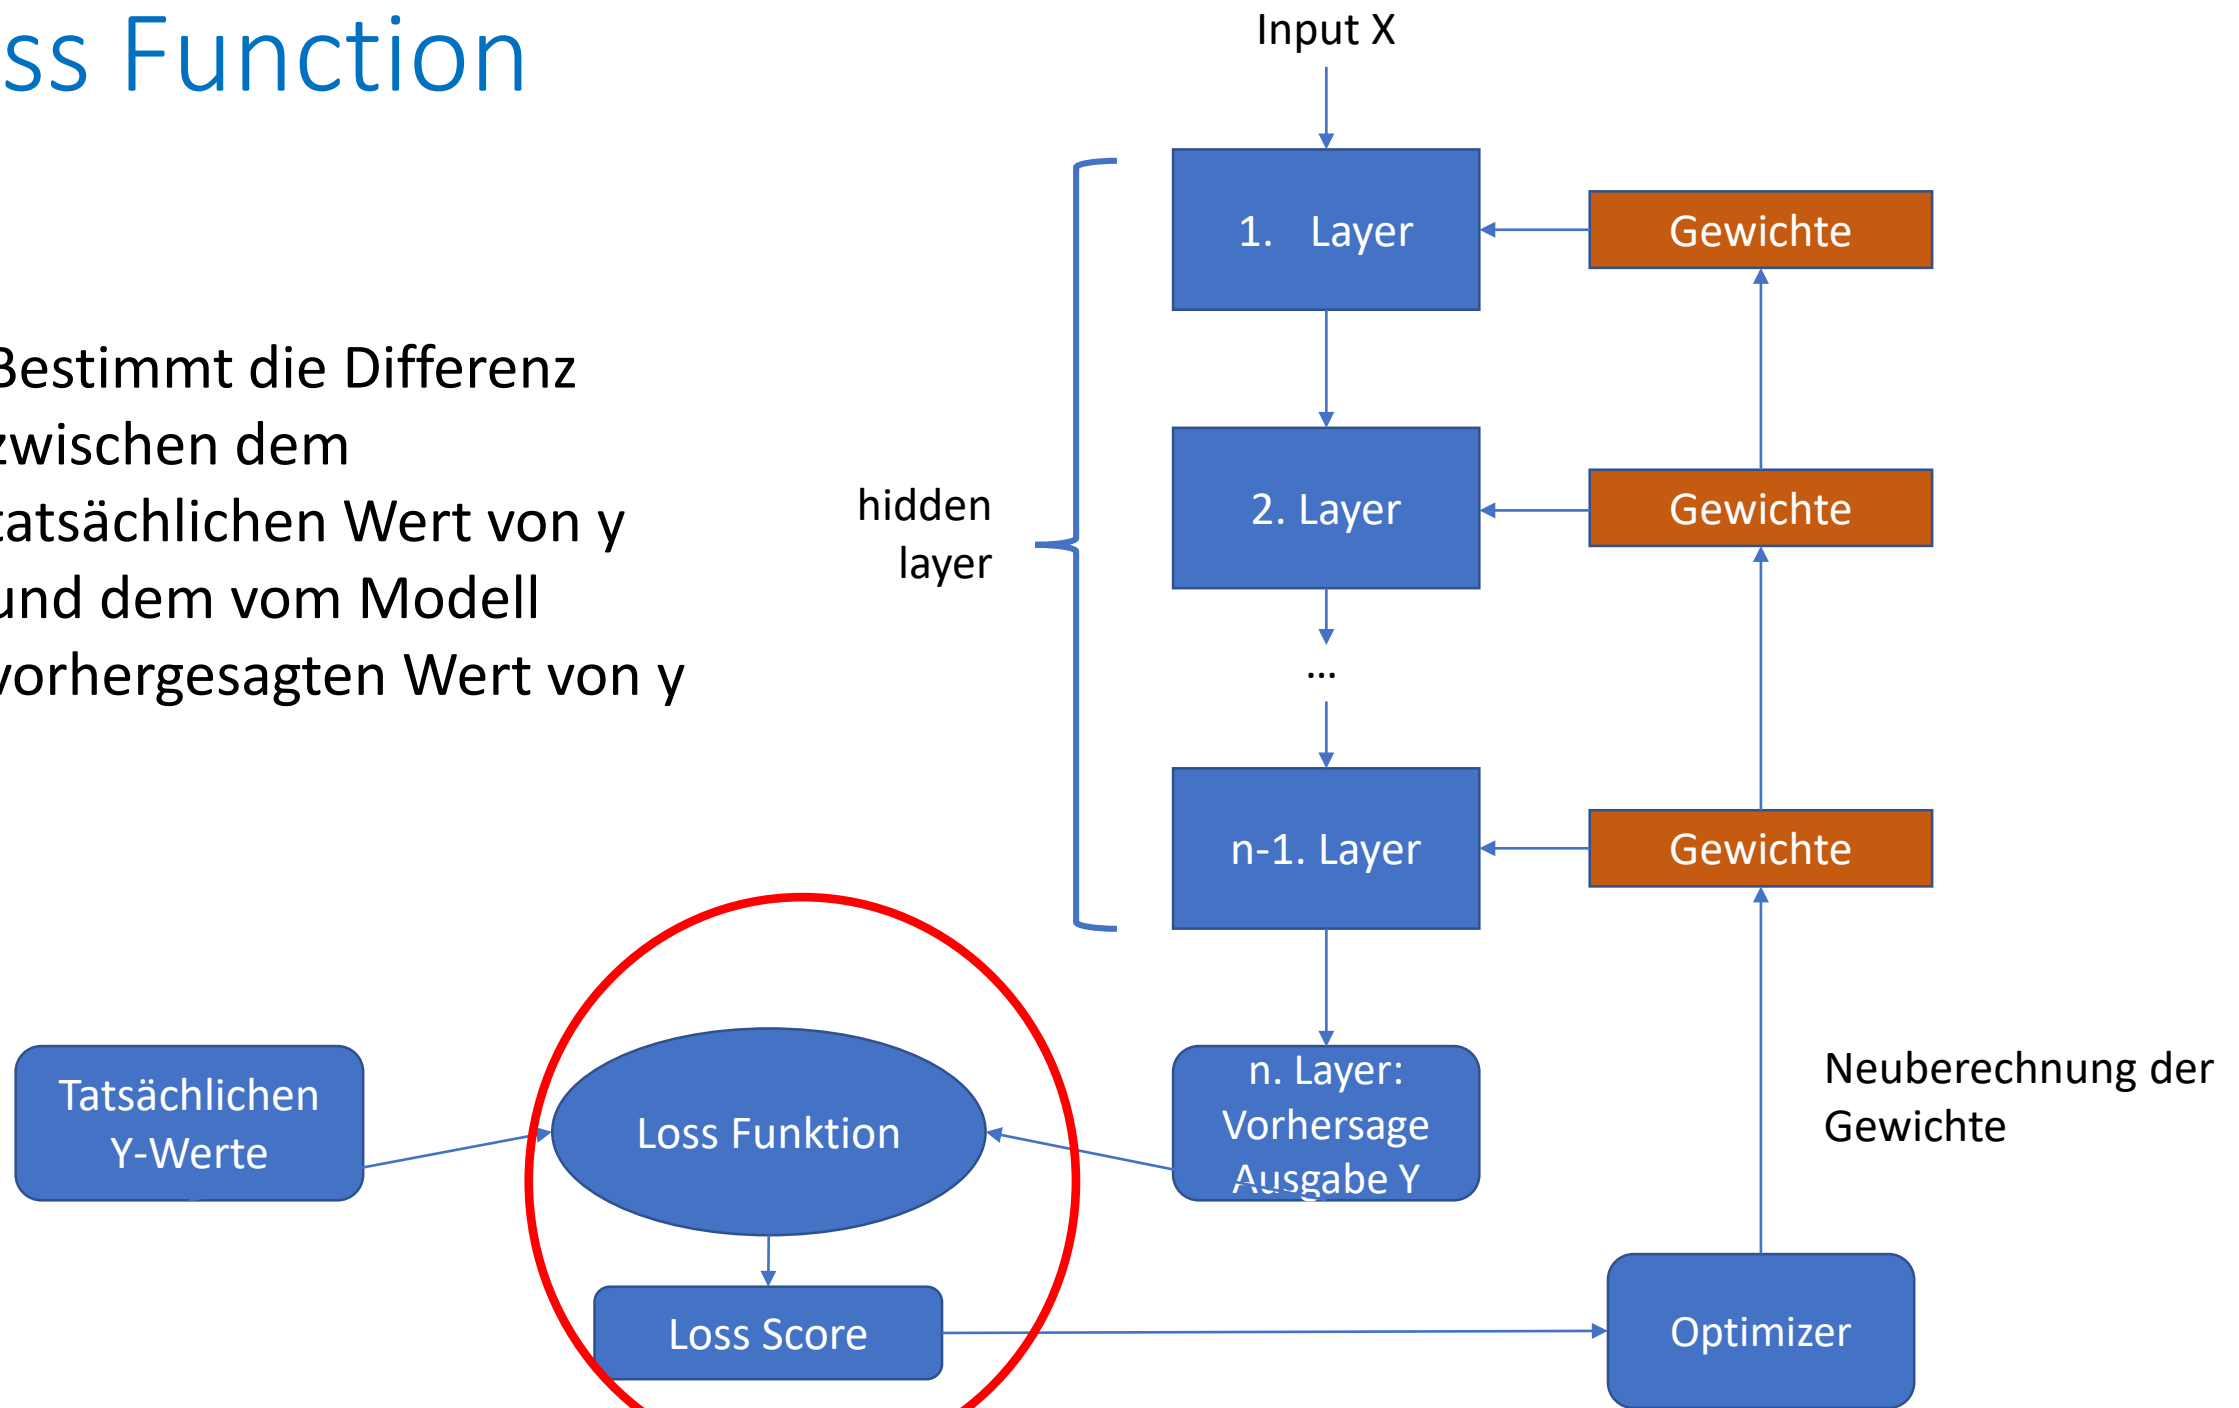 ss Function
Bestimmt die Differenz
zwischen dem
tatsächlichen Wert von y
und dem vom Modell
vorhergesagten Wert von y
Input X
1. Layer
Gewichte
hidden
layer
2. Layer
Gewichte
...
n-1. Layer
Gewichte
Tatsächlichen
Y-Werte
Loss Funktion
n. Layer:
Vorhersage
Ausgabe Y
Neuberechnung der
Gewichte
Loss Score
Optimizer